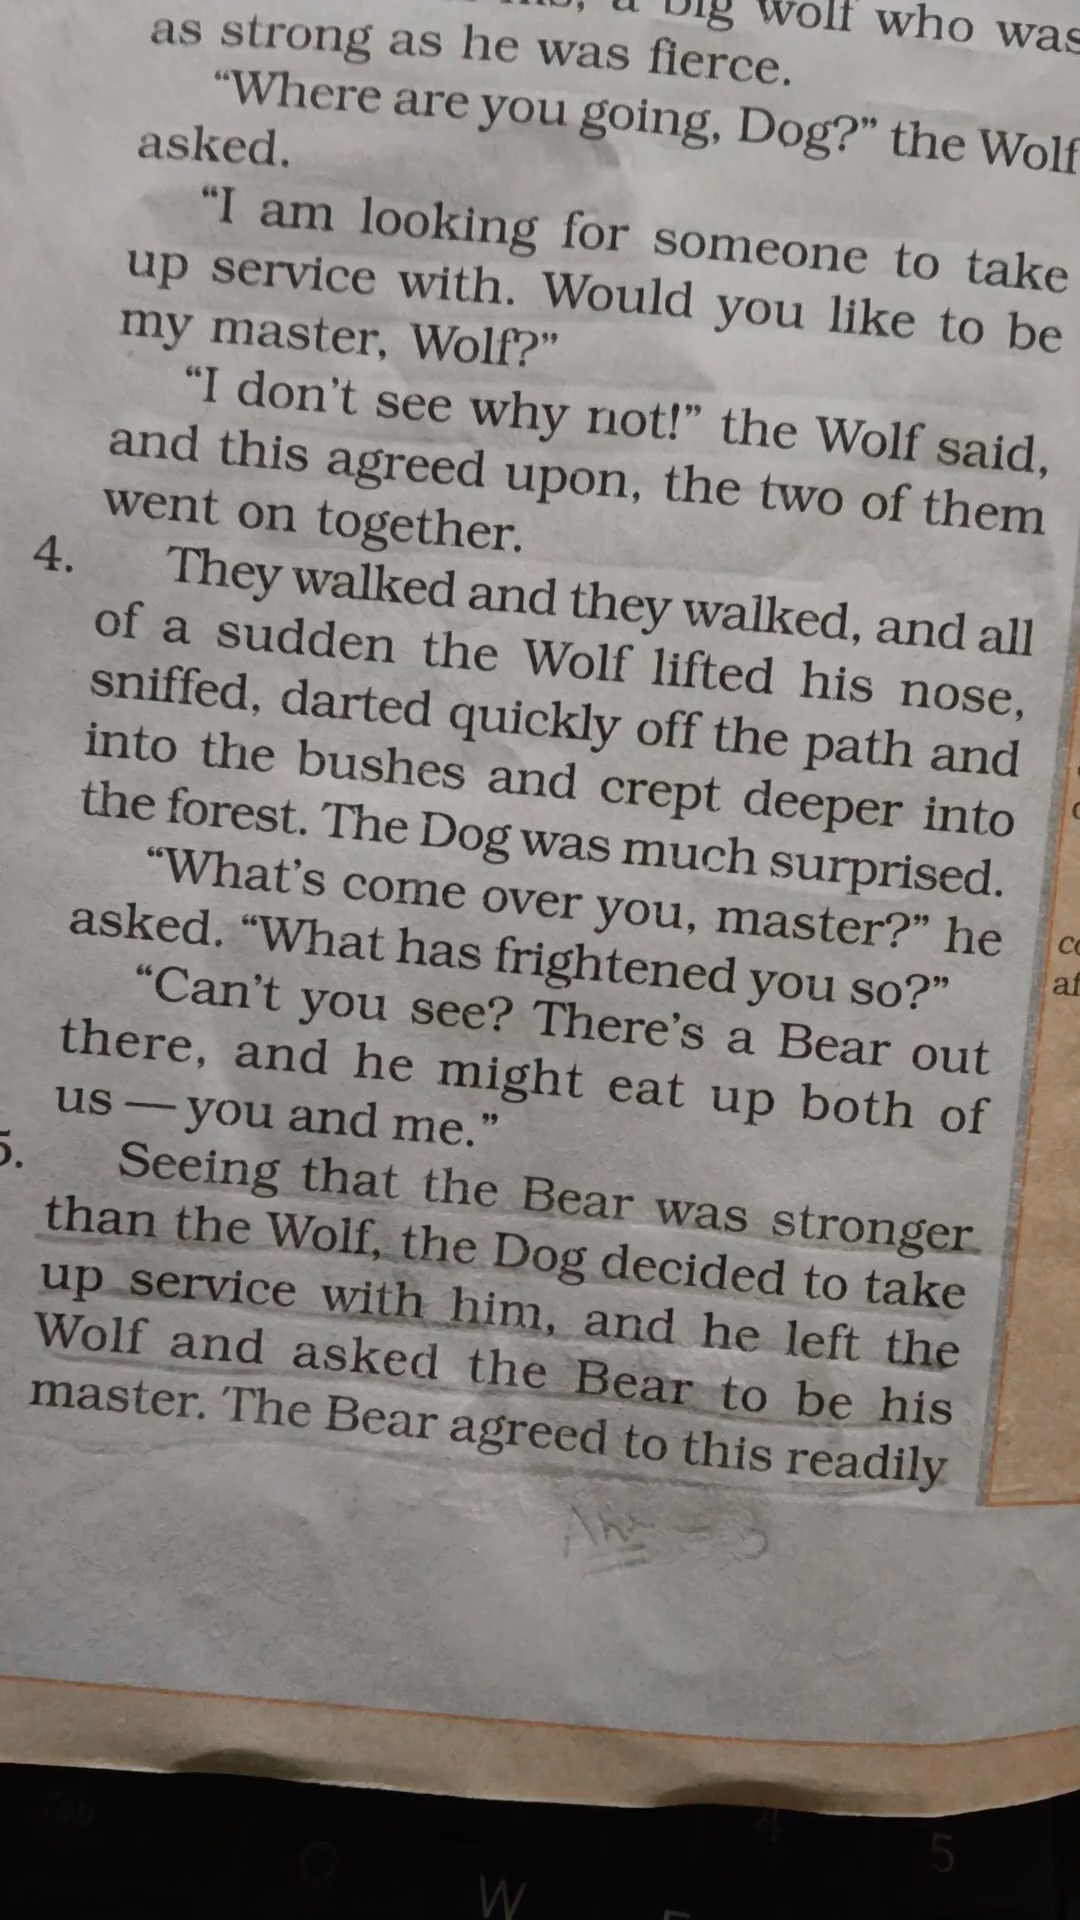 a big wolf who was
as strong as he was fierce.
“Where are you going, Dog?” the Wolf
asked.
“I am looking for someone to take
up service with. Would you like to be
my master, Wolf?”
“I don’t see why not!” the Wolf said,
and this agreed upon, the two of them
went on together.
4. They walked and they walked, and all
of a sudden the Wolf lifted his nose,
sniffed, darted quickly off the path and
into the bushes and crept deeper into
the forest. The Dog was much surprised.
“What’s come over you, master?” he
asked. “What has frightened you so?”
“Can’t you see? There’s a Bear out
there, and he might eat up both of
us — you and me.”
5. Seeing that the Bear was stronger
than the Wolf, the Dog decided to take
up service with him, and he left the
Wolf and asked the Bear to be his
master. The Bear agreed to this readily
5
W